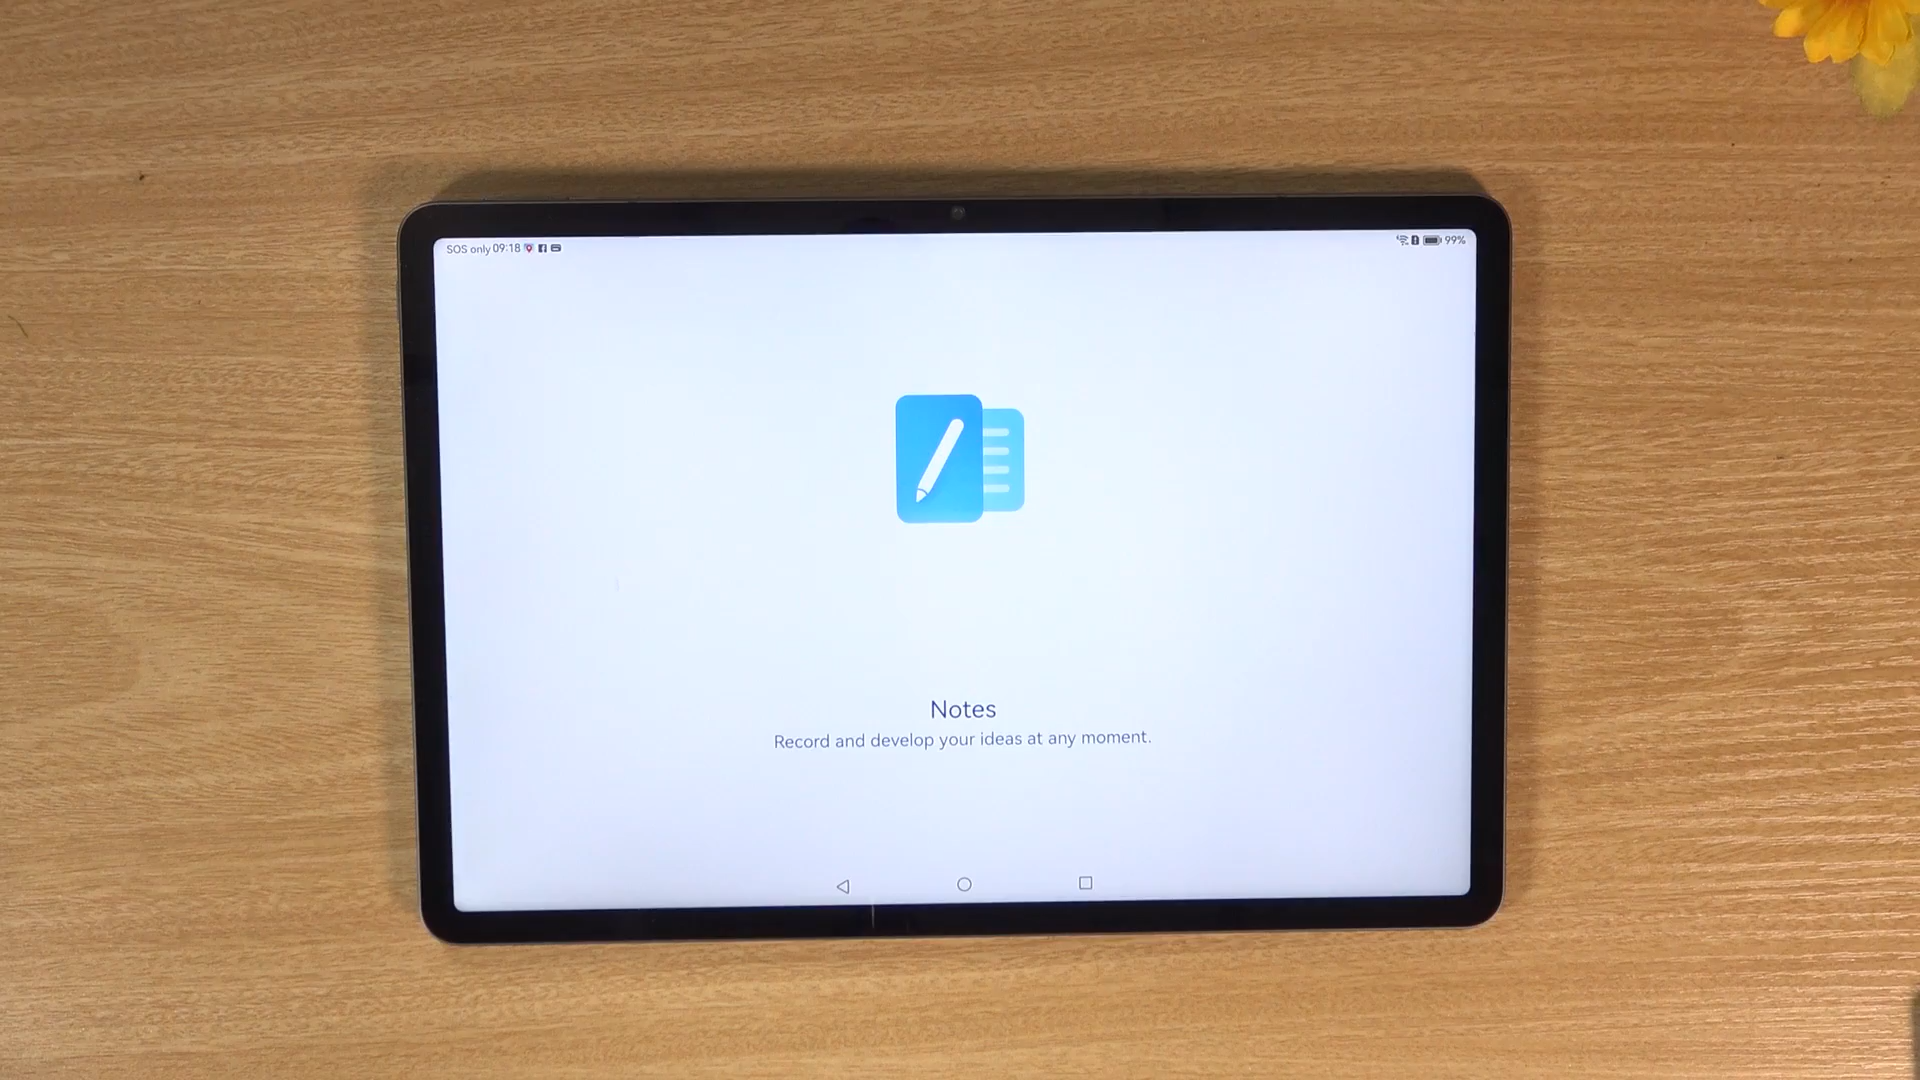 SOS only 09:18
99%
Notes
Record and develop your ideas at any moment.